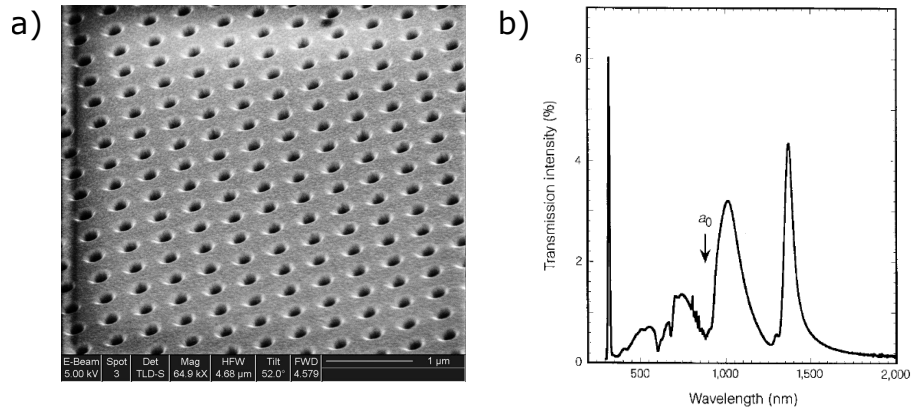 a)
E-Beam Spot Det Mag HFW Tilt FWD 1 µm
5.00 kV 3 TLD-S 64.9 kX 4.68 µm 52.0° 4.579
b)
Transmission intensity (%)
6
4
2
0
a0
500 1,000 1,500 2,000
Wavelength (nm)